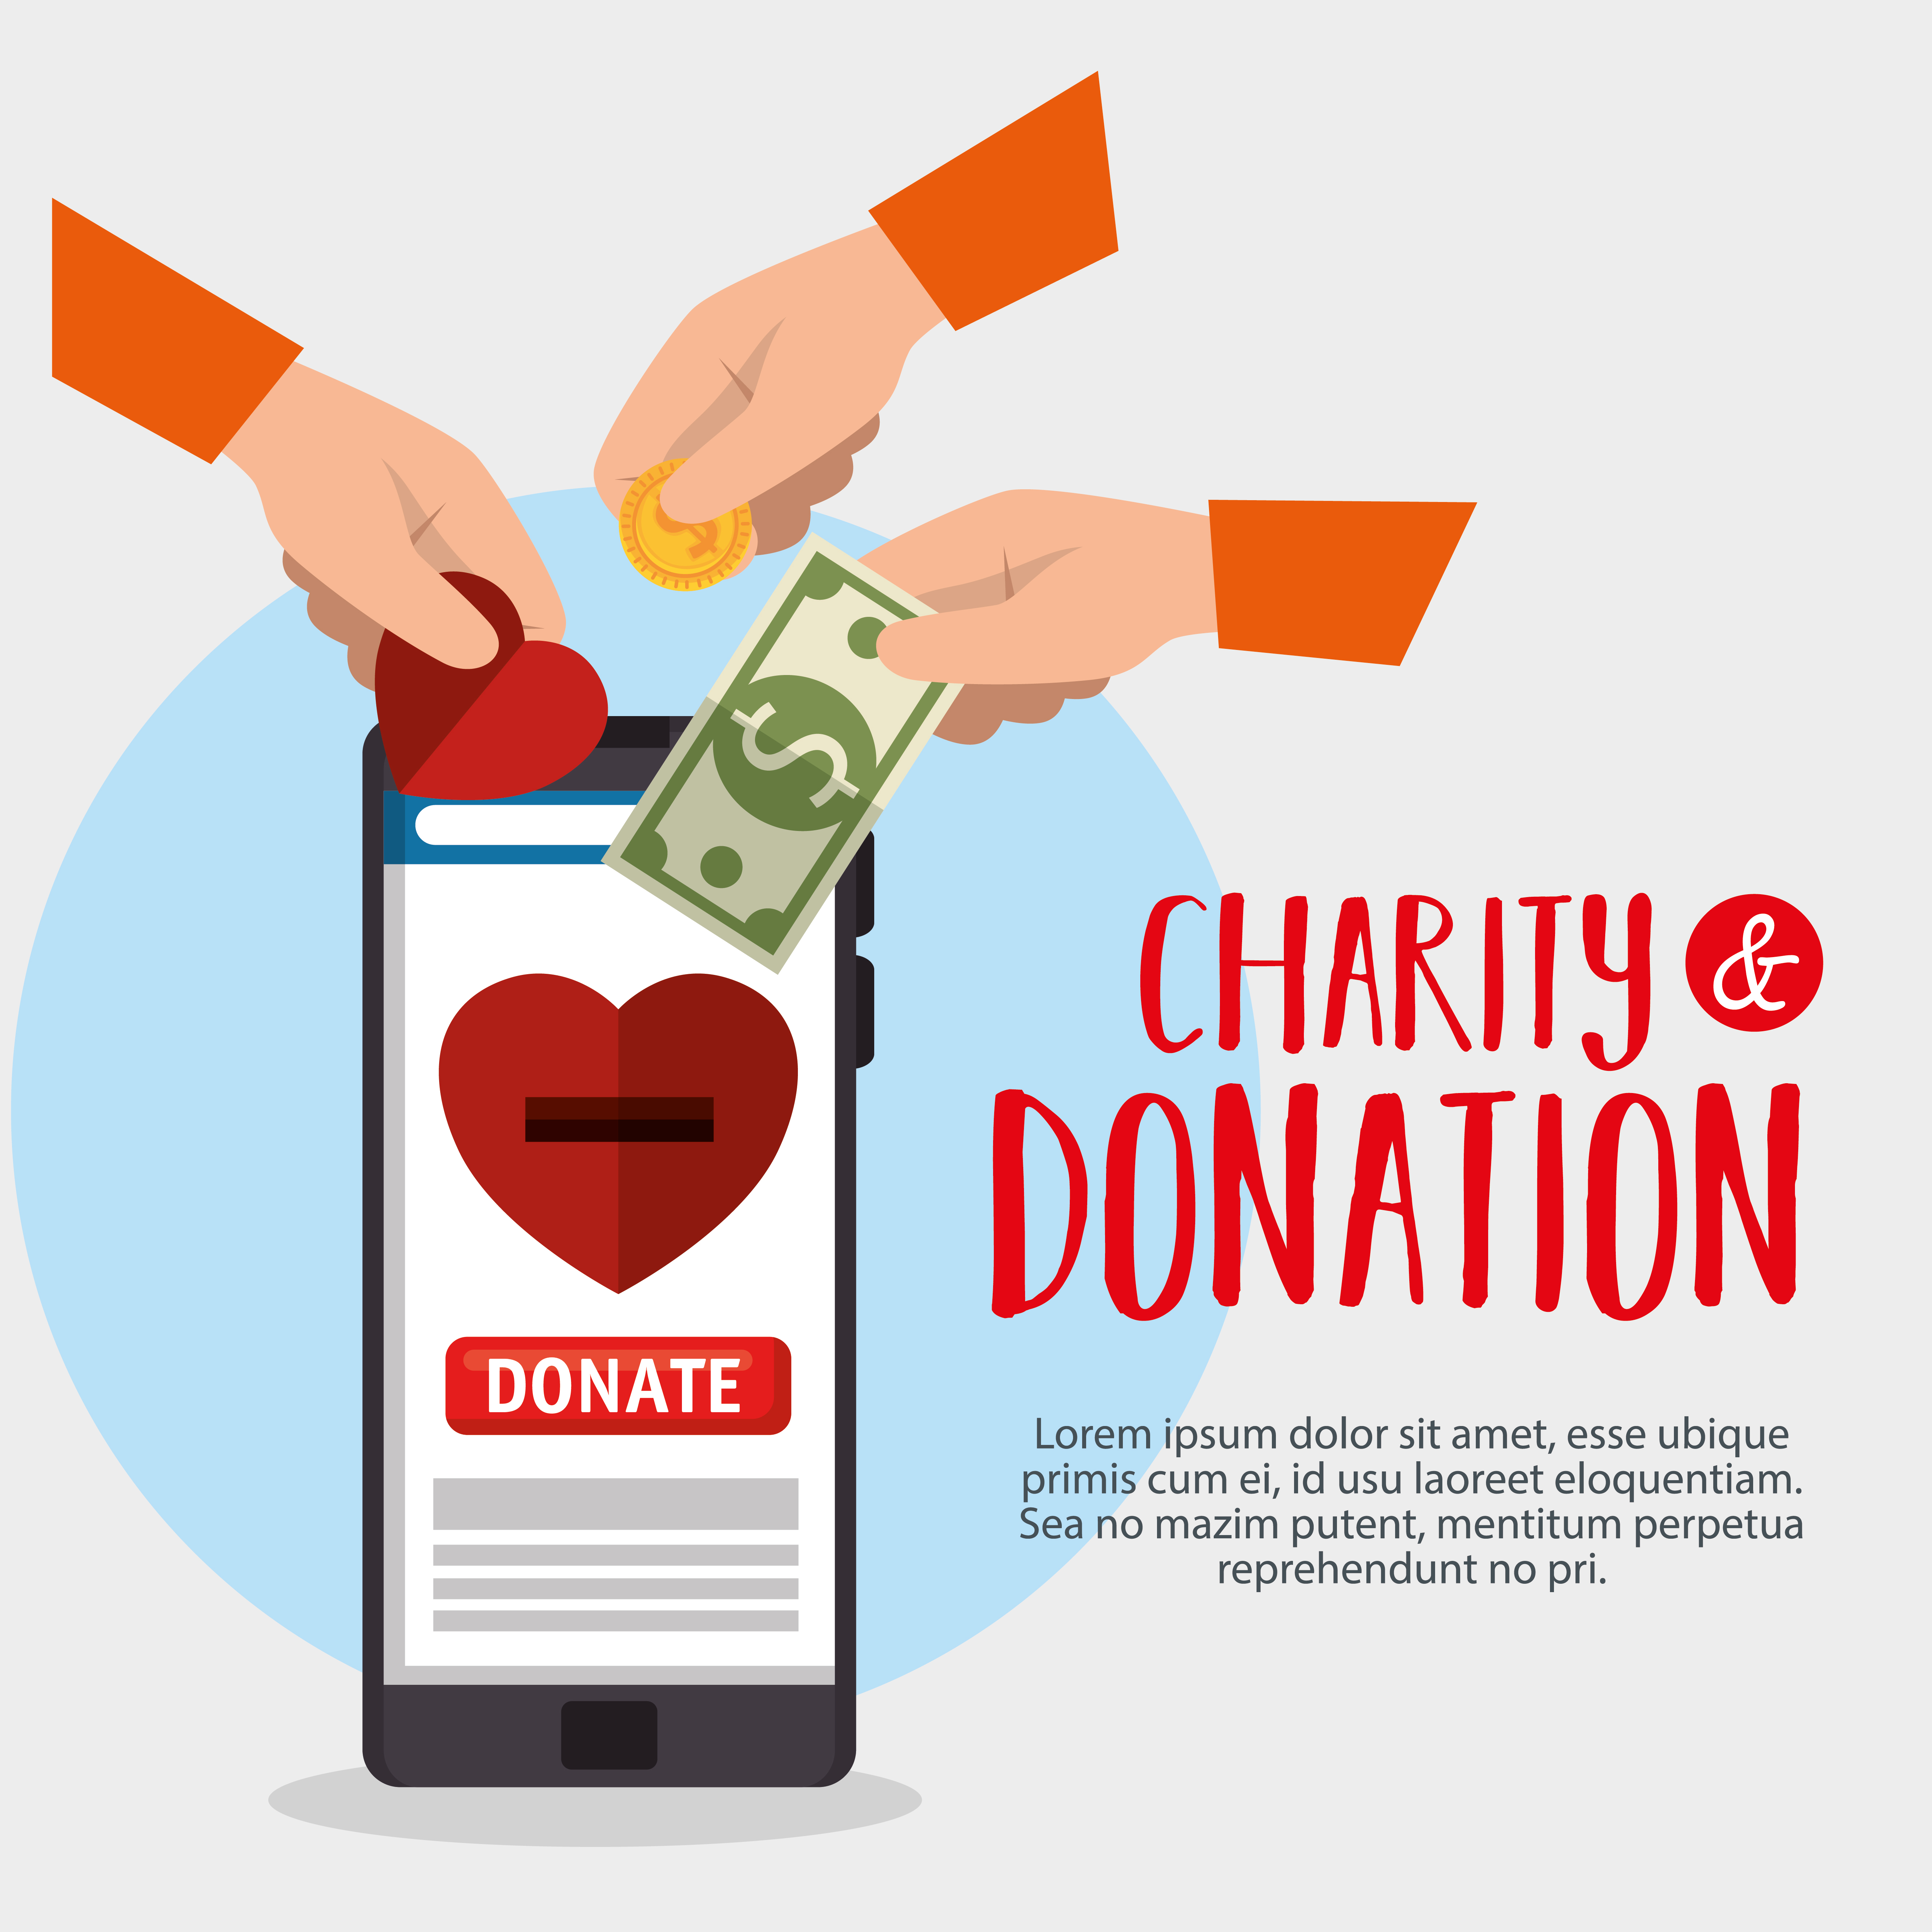 CHARITY &
DONATION
DONATE
Lorem ipsum dolor sit amet, esse ubique
primis cum ei, id usu laoreet eloquentiam.
Sea no mazim putent, mentitum perpetua
reprehendunt no pri.
$
$